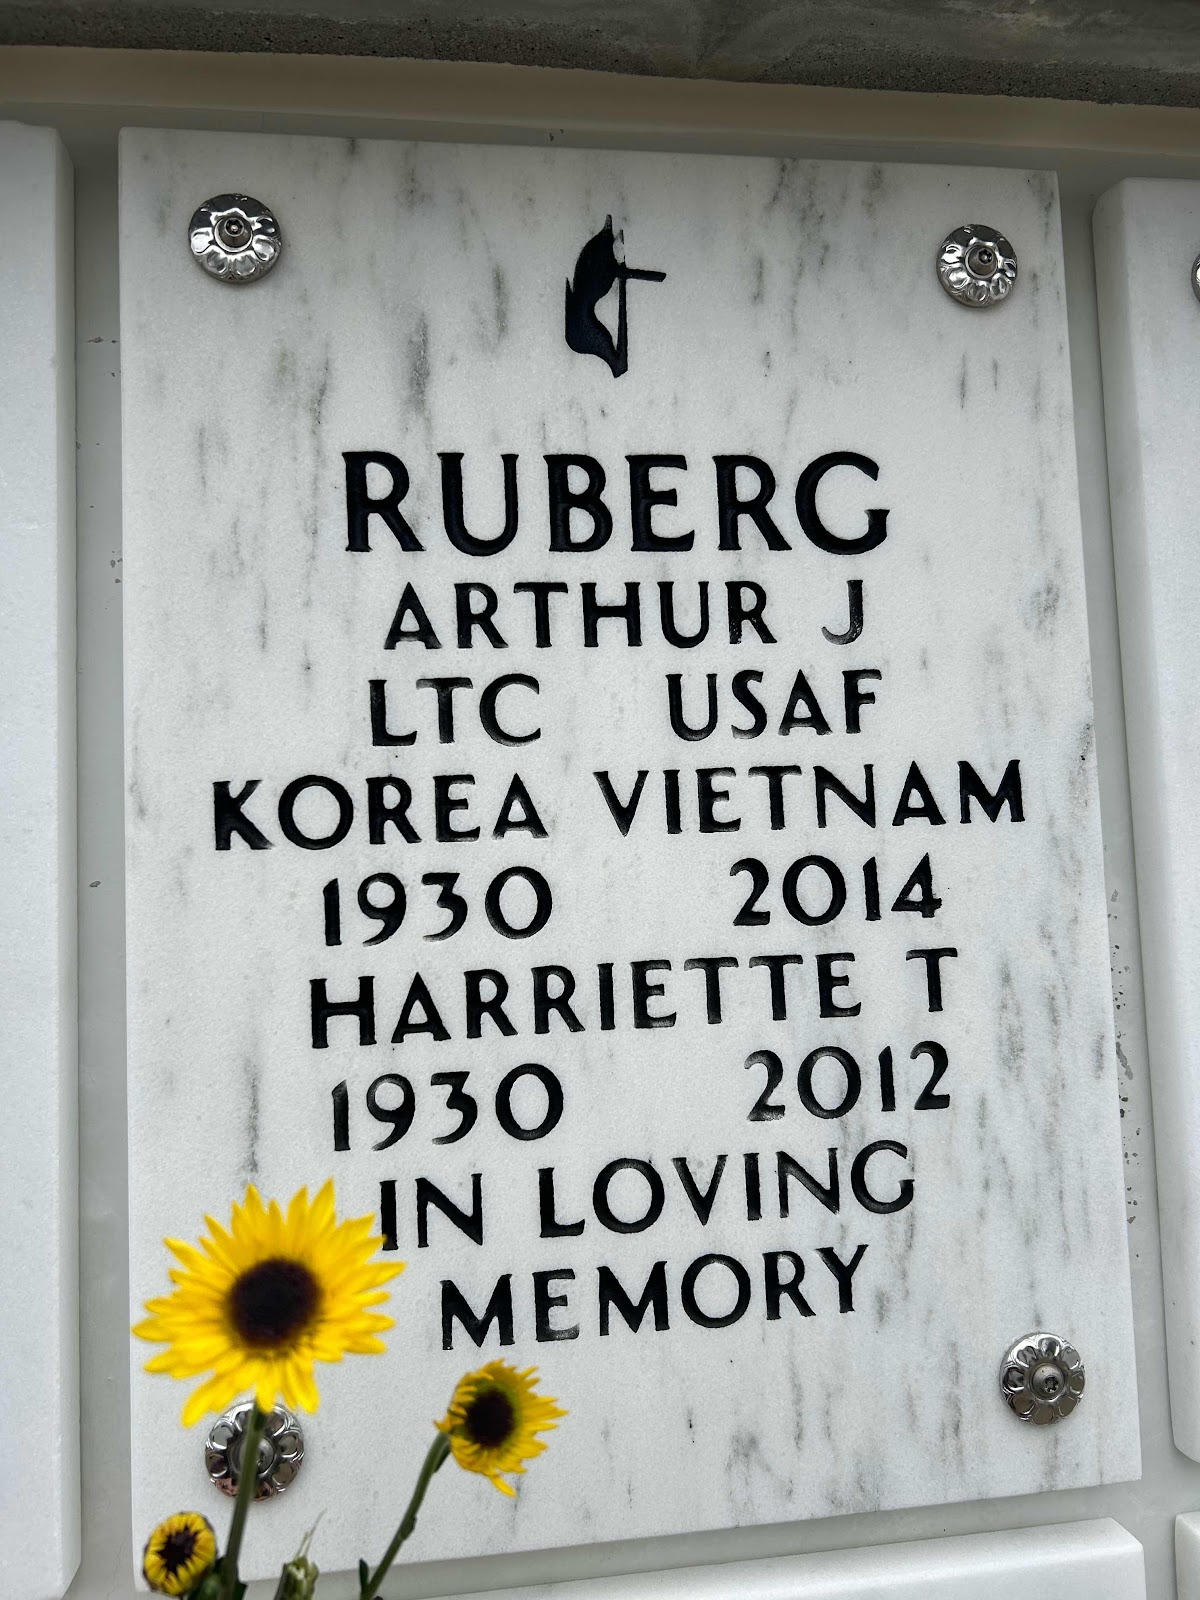 RUBERG
ARTHUR J
LTC USAF
KOREA VIETNAM
1930 2014
HARRIETTE T
1930 2012
IN LOVING
MEMORY